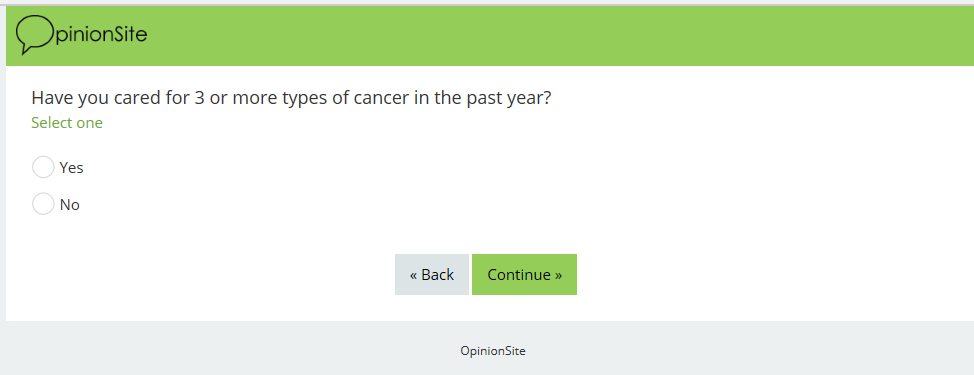 OpinionSite
Have you cared for 3 or more types of cancer in the past year?
Select one
Yes
No
« Back
Continue »
OpinionSite